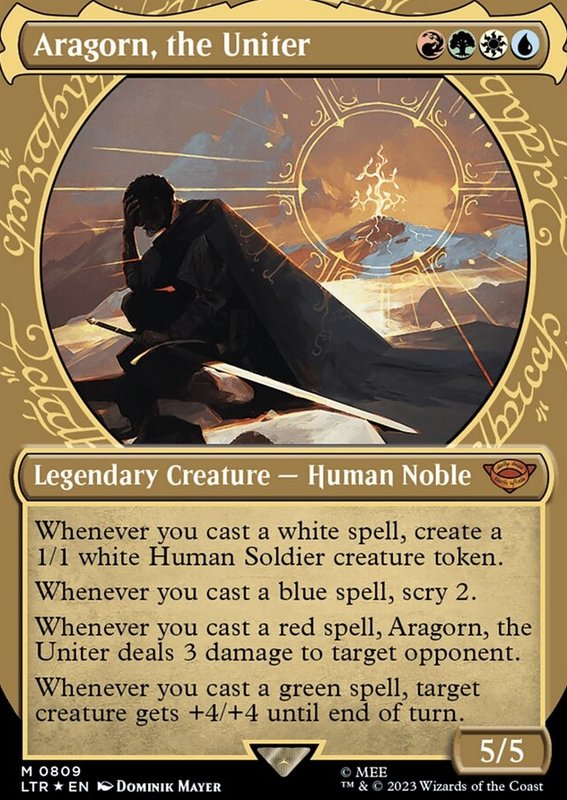 Aragorn, the Uniter
Legendary Creature — Human Noble
Whenever you cast a white spell, create a
1/1 white Human Soldier creature token.
Whenever you cast a blue spell, scry 2.
Whenever you cast a red spell, Aragorn, the
Uniter deals 3 damage to target opponent.
Whenever you cast a green spell, target
creature gets +4/+4 until end of turn.
5/5
M 0809
LTR ★ EN DOMINIK MAYER
© MEE
™ & © 2023 Wizards of the Coast